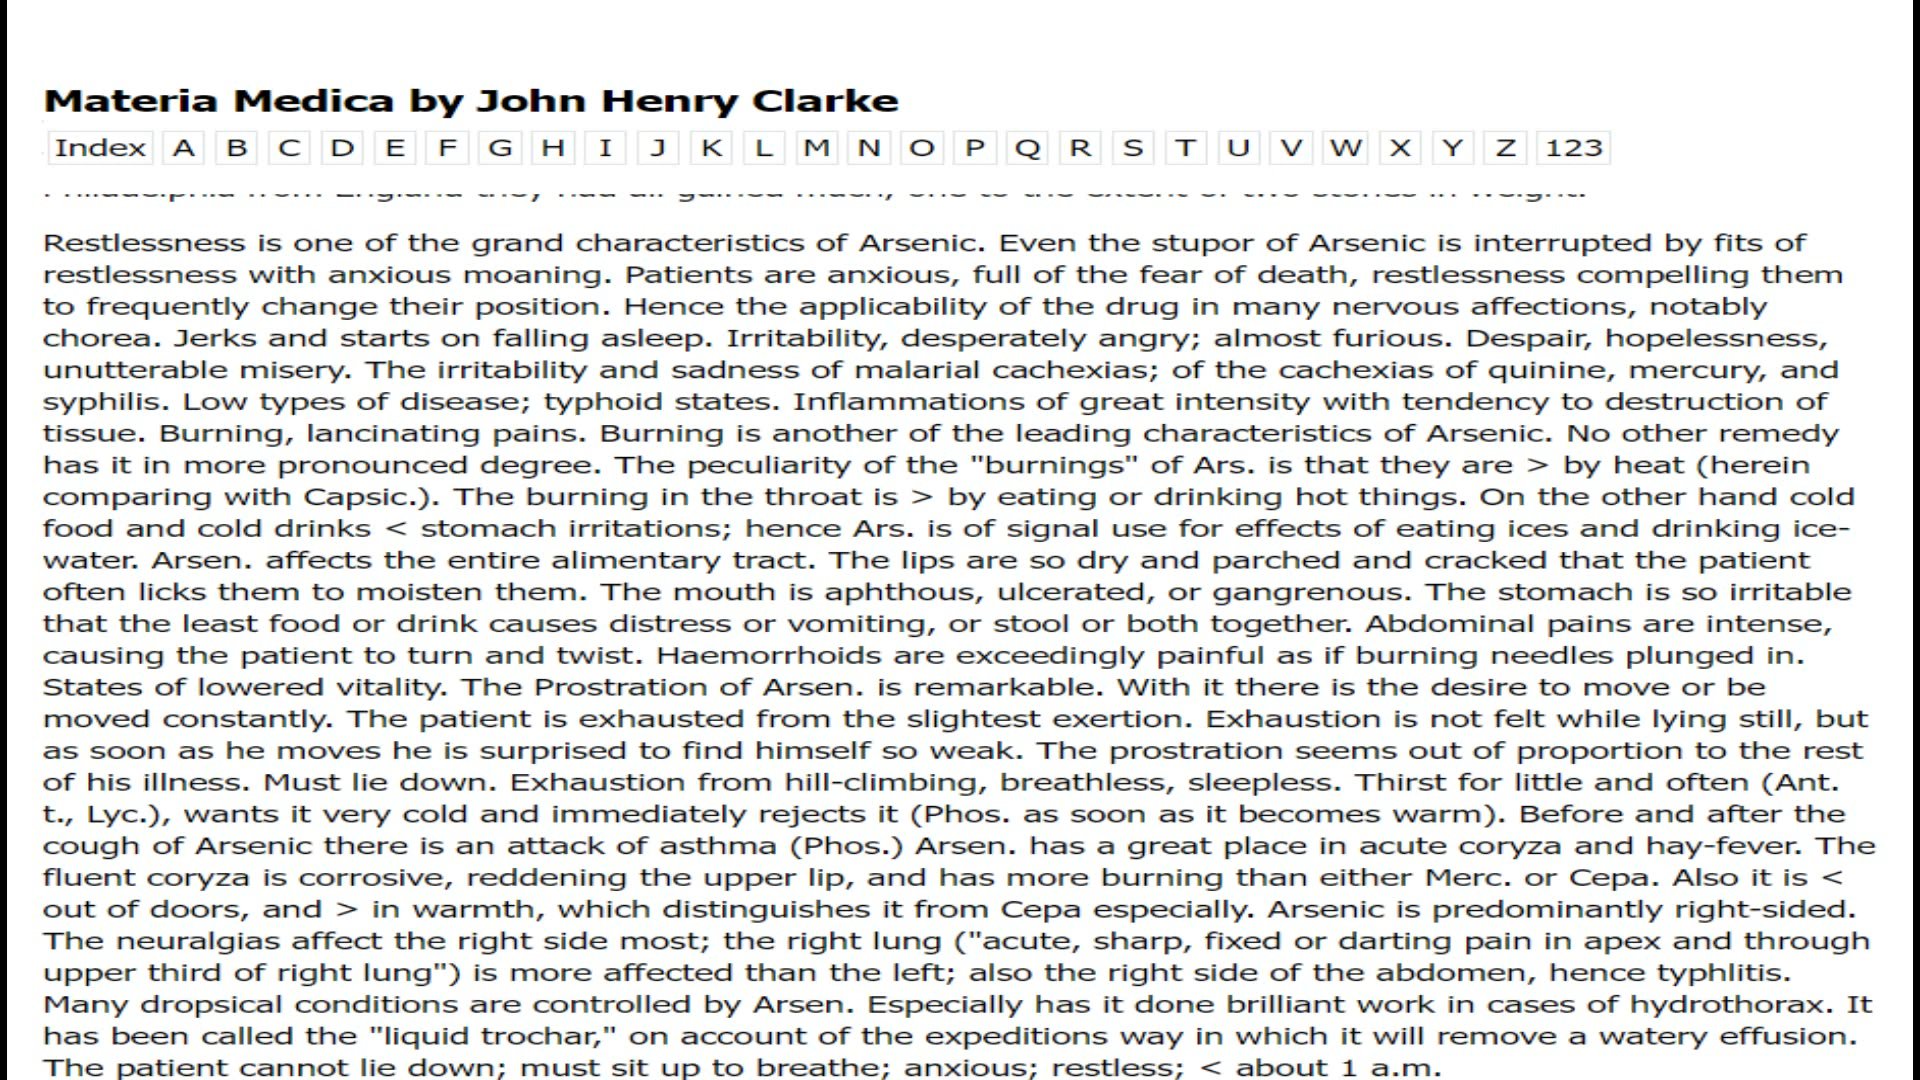 Materia Medica by John Henry Clarke
Index A B C D E F G H I J K L M N O P Q R S T U V W X Y Z 123
Philadelphia from England they had all gained much, one to the extent of two stones in weight.
Restlessness is one of the grand characteristics of Arsenic. Even the stupor of Arsenic is interrupted by fits of
restlessness with anxious moaning. Patients are anxious, full of the fear of death, restlessness compelling them
to frequently change their position. Hence the applicability of the drug in many nervous affections, notably
chorea. Jerks and starts on falling asleep. Irritability, desperately angry; almost furious. Despair, hopelessness,
unutterable misery. The irritability and sadness of malarial cachexias; of the cachexias of quinine, mercury, and
syphilis. Low types of disease; typhoid states. Inflammations of great intensity with tendency to destruction of
tissue. Burning, lancinating pains. Burning is another of the leading characteristics of Arsenic. No other remedy
has it in more pronounced degree. The peculiarity of the "burnings" of Ars. is that they are > by heat (herein
comparing with Capsic.). The burning in the throat is > by eating or drinking hot things. On the other hand cold
food and cold drinks < stomach irritations; hence Ars. is of signal use for effects of eating ices and drinking ice-
water. Arsen. affects the entire alimentary tract. The lips are so dry and parched and cracked that the patient
often licks them to moisten them. The mouth is aphthous, ulcerated, or gangrenous. The stomach is so irritable
that the least food or drink causes distress or vomiting, or stool or both together. Abdominal pains are intense,
causing the patient to turn and twist. Haemorrhoids are exceedingly painful as if burning needles plunged in.
States of lowered vitality. The Prostration of Arsen. is remarkable. With it there is the desire to move or be
moved constantly. The patient is exhausted from the slightest exertion. Exhaustion is not felt while lying still, but
as soon as he moves he is surprised to find himself so weak. The prostration seems out of proportion to the rest
of his illness. Must lie down. Exhaustion from hill-climbing, breathless, sleepless. Thirst for little and often (Ant.
t., Lyc.), wants it very cold and immediately rejects it (Phos. as soon as it becomes warm). Before and after the
cough of Arsenic there is an attack of asthma (Phos.) Arsen. has a great place in acute coryza and hay-fever. The
fluent coryza is corrosive, reddening the upper lip, and has more burning than either Merc. or Cepa. Also it is <
out of doors, and > in warmth, which distinguishes it from Cepa especially. Arsenic is predominantly right-sided.
The neuralgias affect the right side most; the right lung ("acute, sharp, fixed or darting pain in apex and through
upper third of right lung") is more affected than the left; also the right side of the abdomen, hence typhlitis.
Many dropsical conditions are controlled by Arsen. Especially has it done brilliant work in cases of hydrothorax. It
has been called the "liquid trochar," on account of the expeditions way in which it will remove a watery effusion.
The patient cannot lie down; must sit up to breathe; anxious; restless; < about 1 a.m.